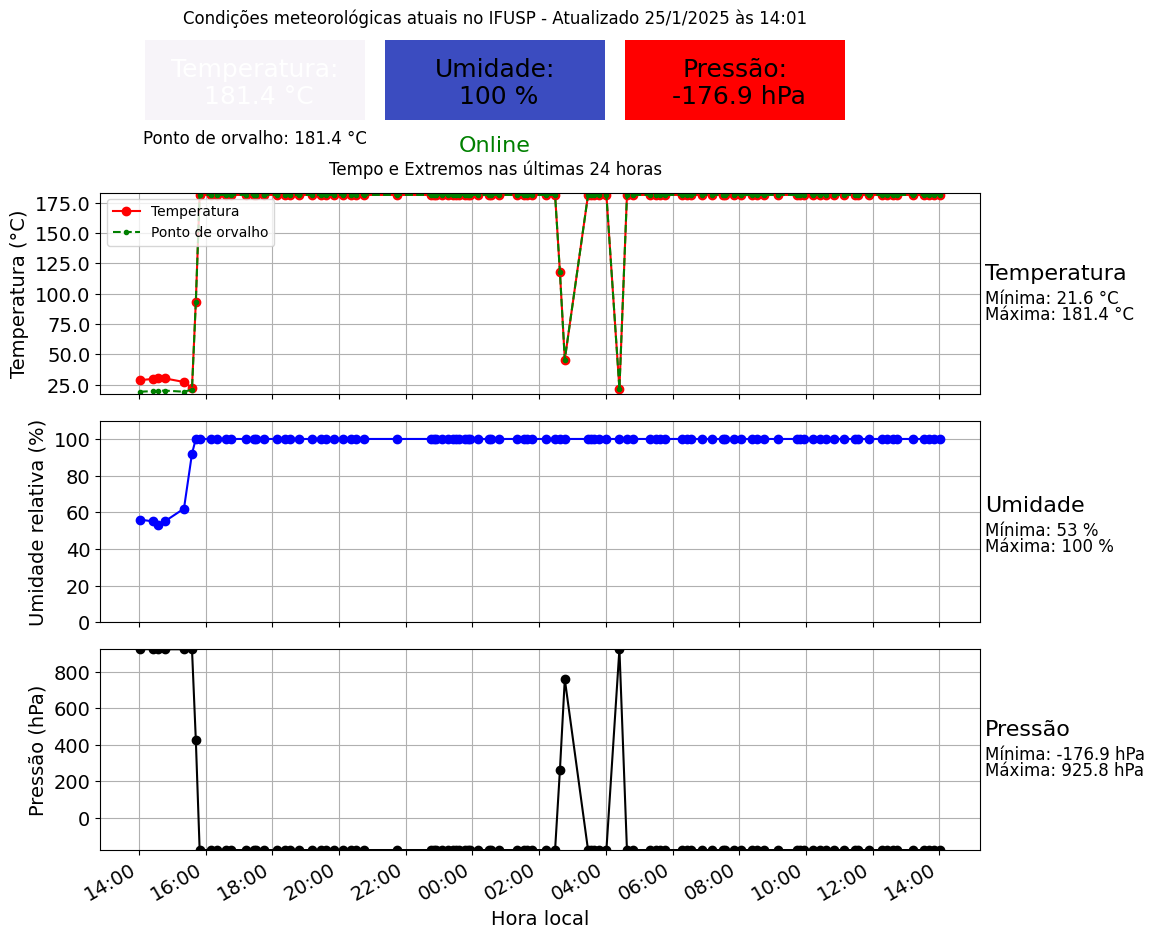 Condições meteorológicas atuais no IFUSP - Atualizado 25/1/2025 às 14:01
Temperatura:
181.4 °C
Umidade:
100 %
Pressão:
-176.9 hPa
Ponto de orvalho: 181.4 °C
Online
Tempo e Extremos nas últimas 24 horas
Temperatura (°C)
175.0
150.0
125.0
100.0
75.0
50.0
25.0
Temperatura
Ponto de orvalho
Temperatura
Mínima: 21.6 °C
Máxima: 181.4 °C
Umidade relativa (%)
100
80
60
40
20
0
Umidade
Mínima: 53 %
Máxima: 100 %
Pressão (hPa)
800
600
400
200
0
Pressão
Mínima: -176.9 hPa
Máxima: 925.8 hPa
14:00
16:00
18:00
20:00
22:00
00:00
02:00
04:00
06:00
08:00
10:00
12:00
14:00
Hora local